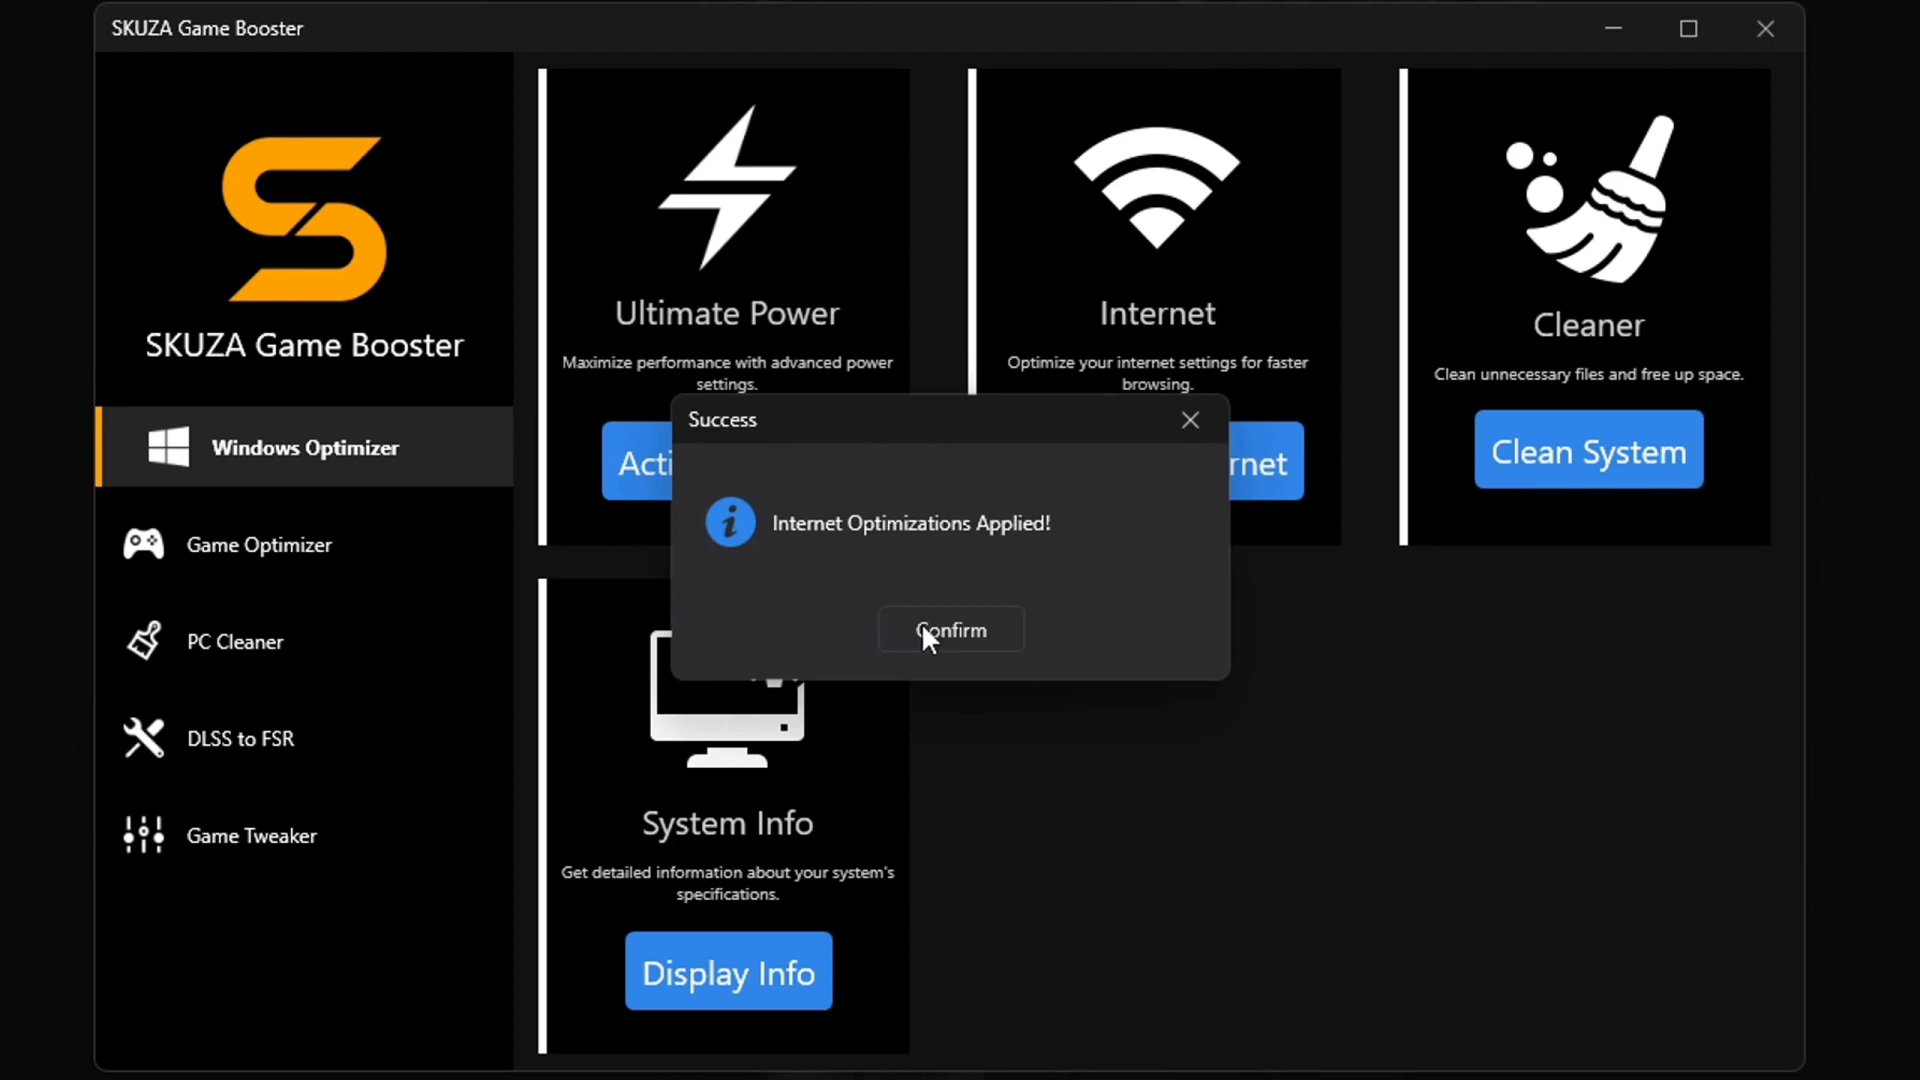 SKUZA Game Booster
SKUZA Game Booster
Windows Optimizer
Game Optimizer
PC Cleaner
DLSS to FSR
Game Tweaker
Ultimate Power
Maximize performance with advanced power
settings.
Internet
Optimize your internet settings for faster
browsing.
Cleaner
Clean unnecessary files and free up space.
Clean System
Success
Internet Optimizations Applied!
Confirm
System Info
Get detailed information about your system's
specifications.
Display Info